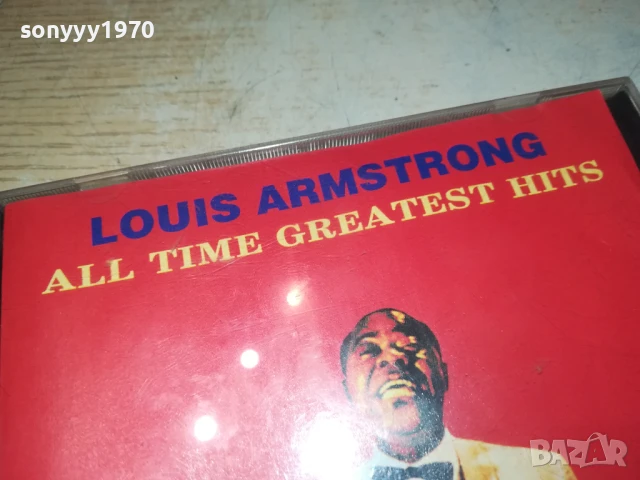 sonyyy1970
LOUIS ARMSTRONG
ALL TIME GREATEST HITS
BAZAR